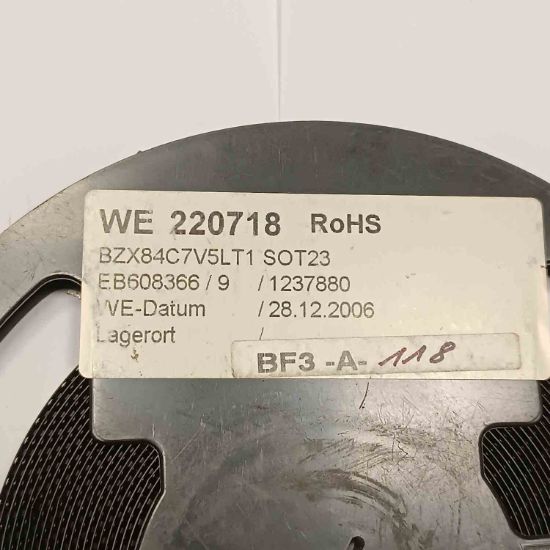 WE 220718 RoHS
BZX84C7V5LT1 SOT23
EB608366 / 9 / 1237880
WE-Datum / 28.12.2006
Lagerort /
BF3 -A- 118